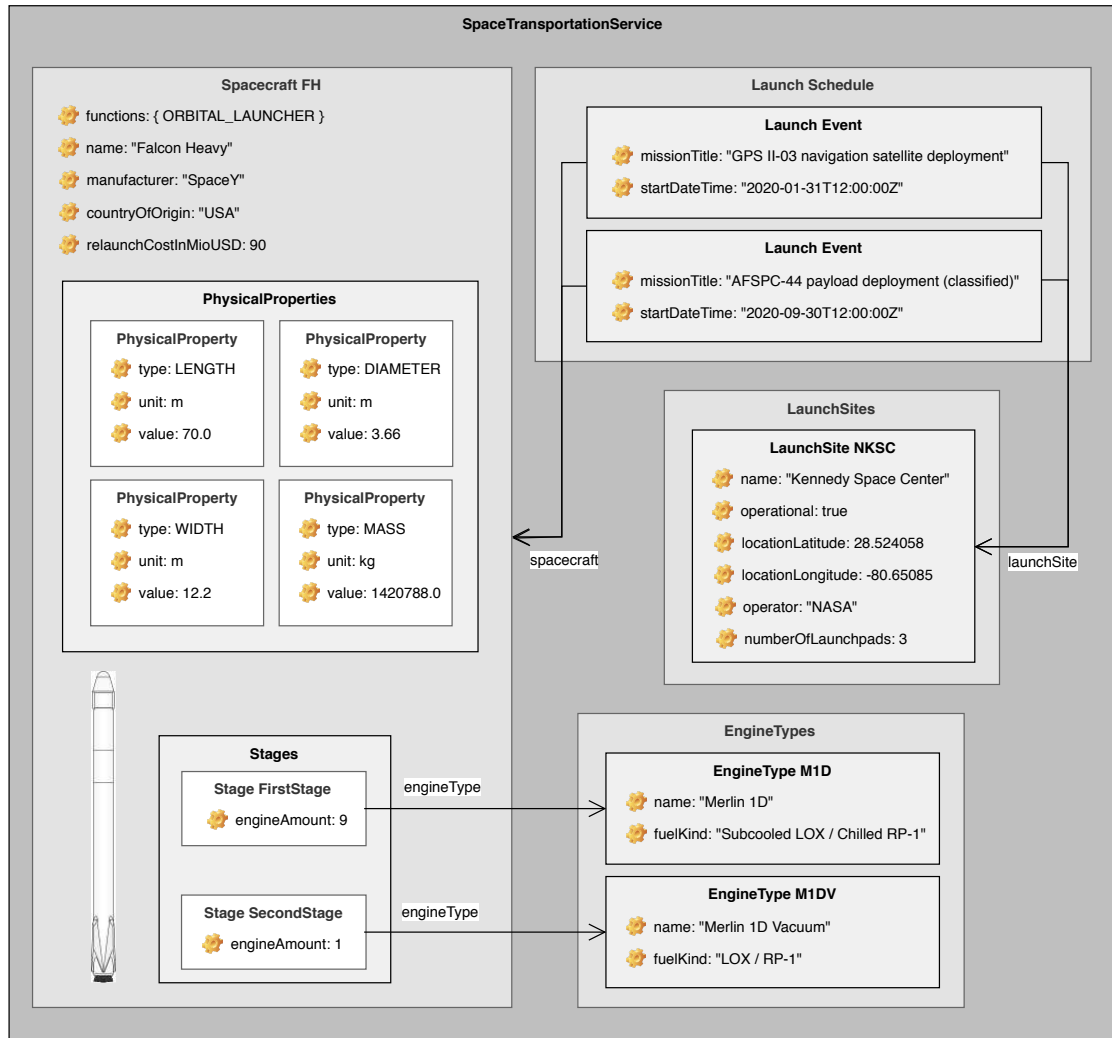 SpaceTransportationService
Spacecraft FH
functions: { ORBITAL_LAUNCHER }
name: "Falcon Heavy"
manufacturer: "SpaceY"
countryOfOrigin: "USA"
relaunchCostInMioUSD: 90
PhysicalProperties
PhysicalProperty
type: LENGTH
unit: m
value: 70.0
PhysicalProperty
type: DIAMETER
unit: m
value: 3.66
PhysicalProperty
type: WIDTH
unit: m
value: 12.2
PhysicalProperty
type: MASS
unit: kg
value: 1420788.0
Stages
Stage FirstStage
engineAmount: 9
Stage SecondStage
engineAmount: 1
Launch Schedule
Launch Event
missionTitle: "GPS II-03 navigation satellite deployment"
startDateTime: "2020-01-31T12:00:00Z"
Launch Event
missionTitle: "AFSPC-44 payload deployment (classified)"
startDateTime: "2020-09-30T12:00:00Z"
spacecraft
launchSite
LaunchSites
LaunchSite NKSC
name: "Kennedy Space Center"
operational: true
locationLatitude: 28.524058
locationLongitude: -80.65085
operator: "NASA"
numberOfLaunchpads: 3
engineType
engineType
EngineTypes
EngineType M1D
name: "Merlin 1D"
fuelKind: "Subcooled LOX / Chilled RP-1"
EngineType M1DV
name: "Merlin 1D Vacuum"
fuelKind: "LOX / RP-1"